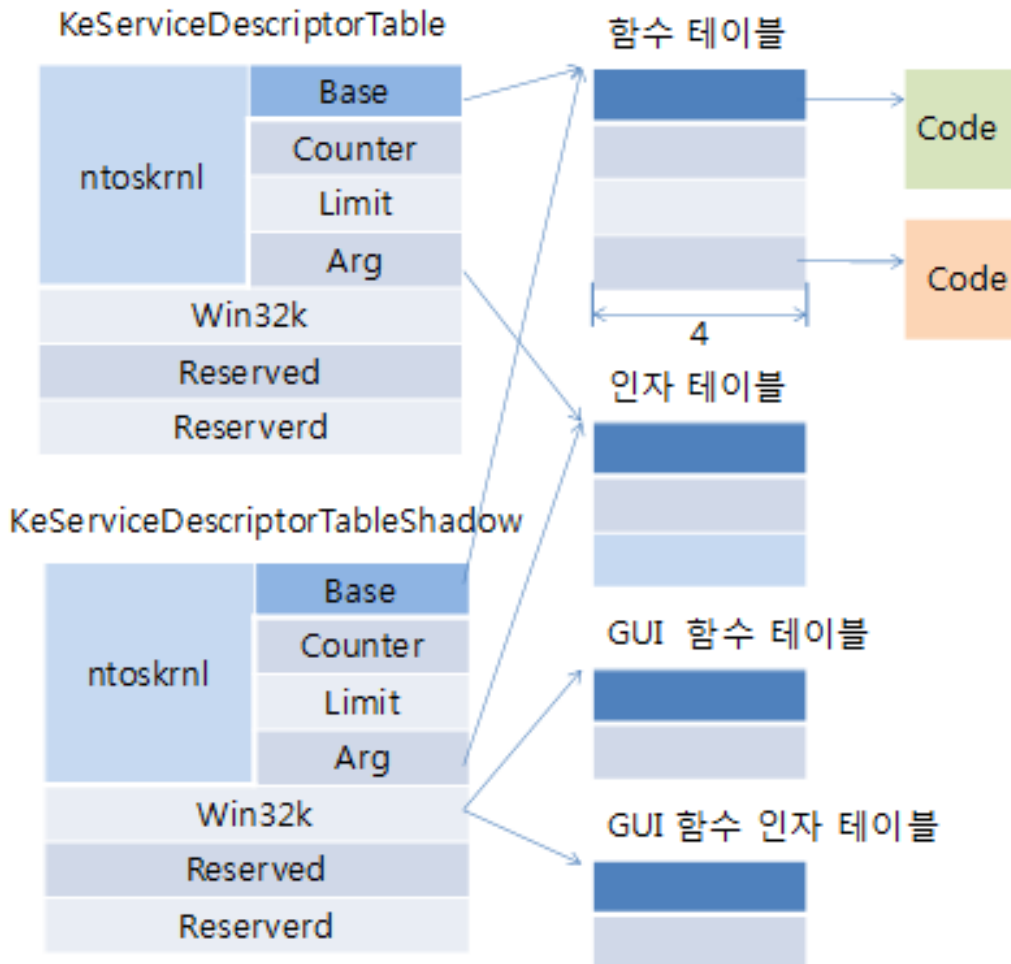 KeServiceDescriptorTable
ntoskrnl
Base
Counter
Limit
Arg
Win32k
Reserved
Reserverd
KeServiceDescriptorTableShadow
ntoskrnl
Base
Counter
Limit
Arg
Win32k
Reserved
Reserverd
함수 테이블
Code
Code
4
인자 테이블
GUI 함수 테이블
GUI 함수 인자 테이블